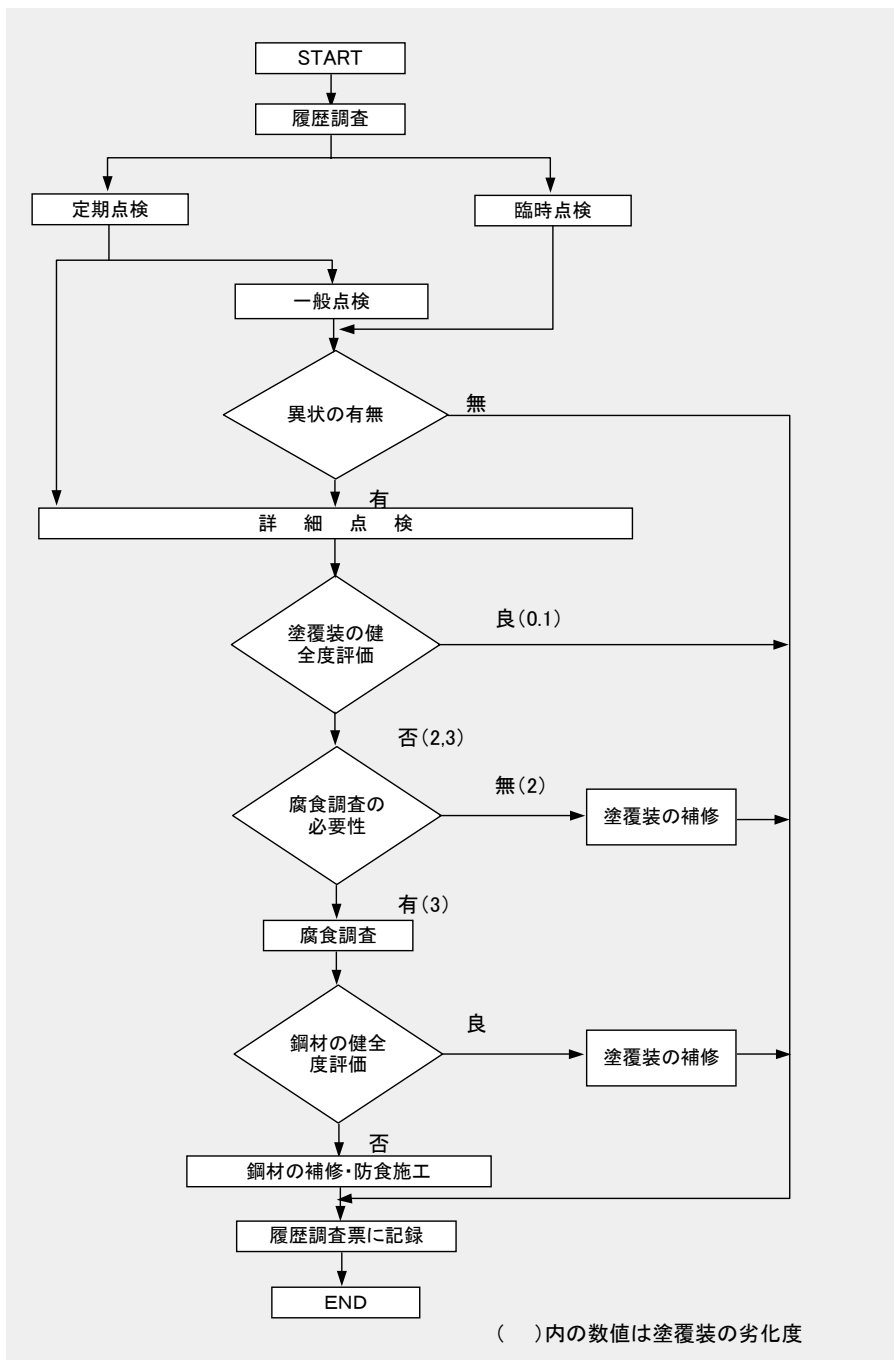 START
履歴調査
定期点検
臨時点検
一般点検
異状の有無
無
有
詳 細 点 検
塗覆装の健
全度評価
良(0.1)
否(2,3)
腐食調査の
必要性
無(2)
塗覆装の補修
有(3)
腐食調査
鋼材の健全
度評価
良
塗覆装の補修
否
鋼材の補修・防食施工
履歴調査票に記録
END
( )内の数値は塗覆装の劣化度